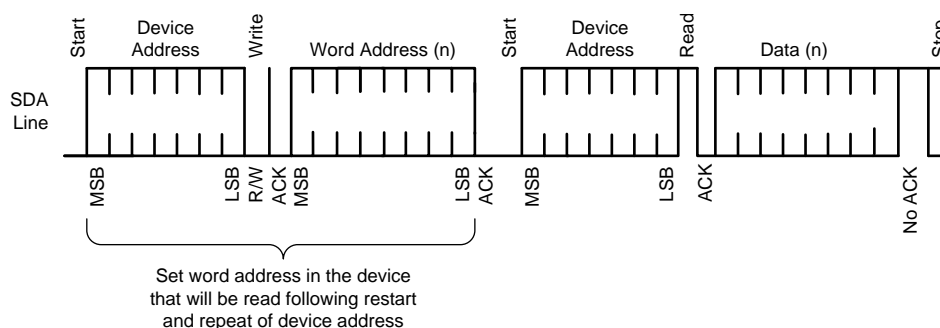 Start
Device
Address
Write
Word Address (n)
Start
Device
Address
Read
Data (n)
Stop
SDA
Line
MSB
LSB
R/W
ACK
MSB
LSB
ACK
MSB
LSB
ACK
No ACK
Set word address in the device
that will be read following restart
and repeat of device address